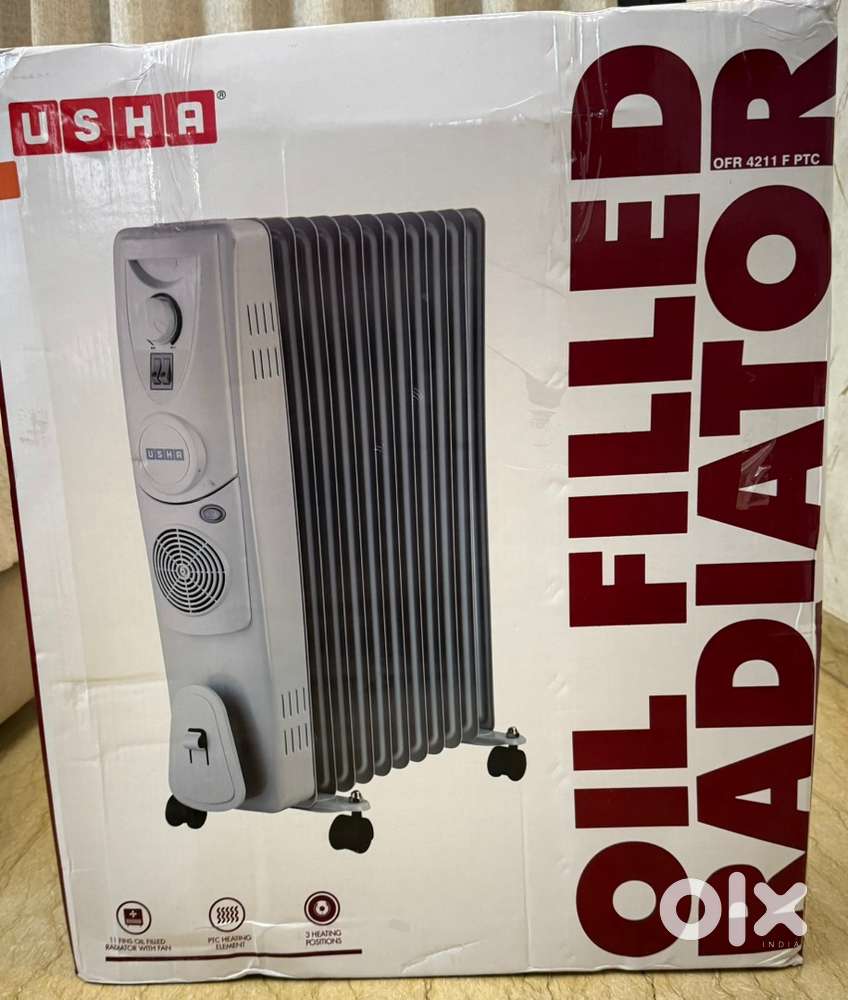 USHA®
OIL FILLED
RADIATOR
OFR 4211 F PTC
USHA
11 FINS OIL FILLED
RADIATOR WITH FAN
PTC HEATING
ELEMENT
3 HEATING
POSITIONS
olx
INDIA